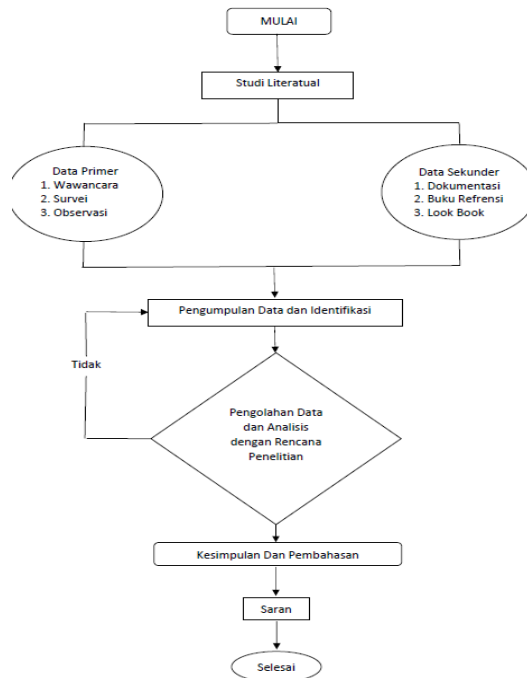 MULAI
Studi Literatual
Data Primer
1. Wawancara
2. Survei
3. Observasi
Data Sekunder
1. Dokumentasi
2. Buku Refrensi
3. Look Book
Pengumpulan Data dan Identifikasi
Tidak
Pengolahan Data
dan Analisis
dengan Rencana
Penelitian
Kesimpulan Dan Pembahasan
Saran
Selesai